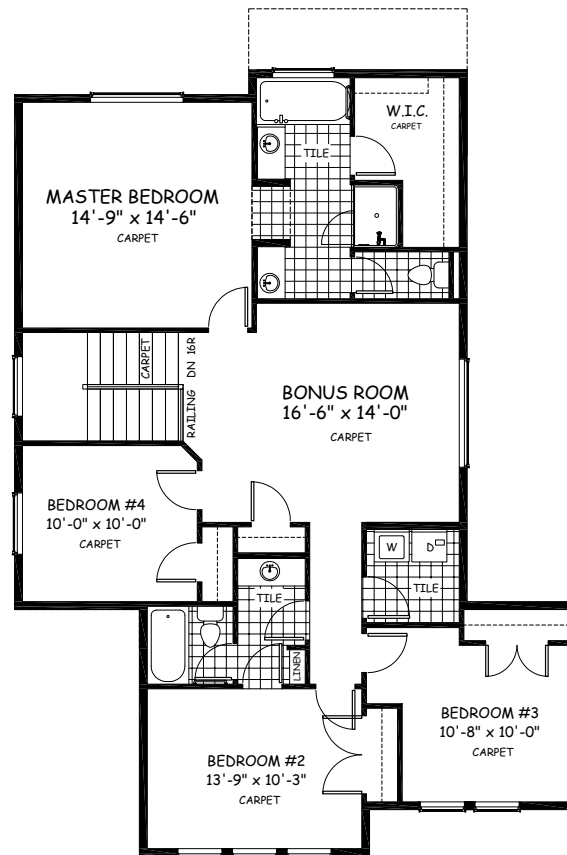 W.I.C.
CARPET
TILE
MASTER BEDROOM
14'-9" x 14'-6"
CARPET
CARPET
RAILING DN 16R
BONUS ROOM
16'-6" x 14'-0"
CARPET
BEDROOM #4
10'-0" x 10'-0"
CARPET
W
D
TILE
TILE
LINEN
BEDROOM #3
10'-8" x 10'-0"
CARPET
BEDROOM #2
13'-9" x 10'-3"
CARPET